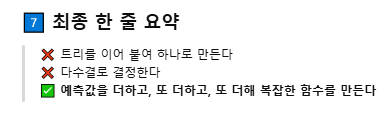 7 최종 한 줄 요약
❌ 트리를 이어 붙여 하나로 만든다
❌ 다수결로 결정한다
✅ 예측값을 더하고, 또 더하고, 또 더해 복잡한 함수를 만든다